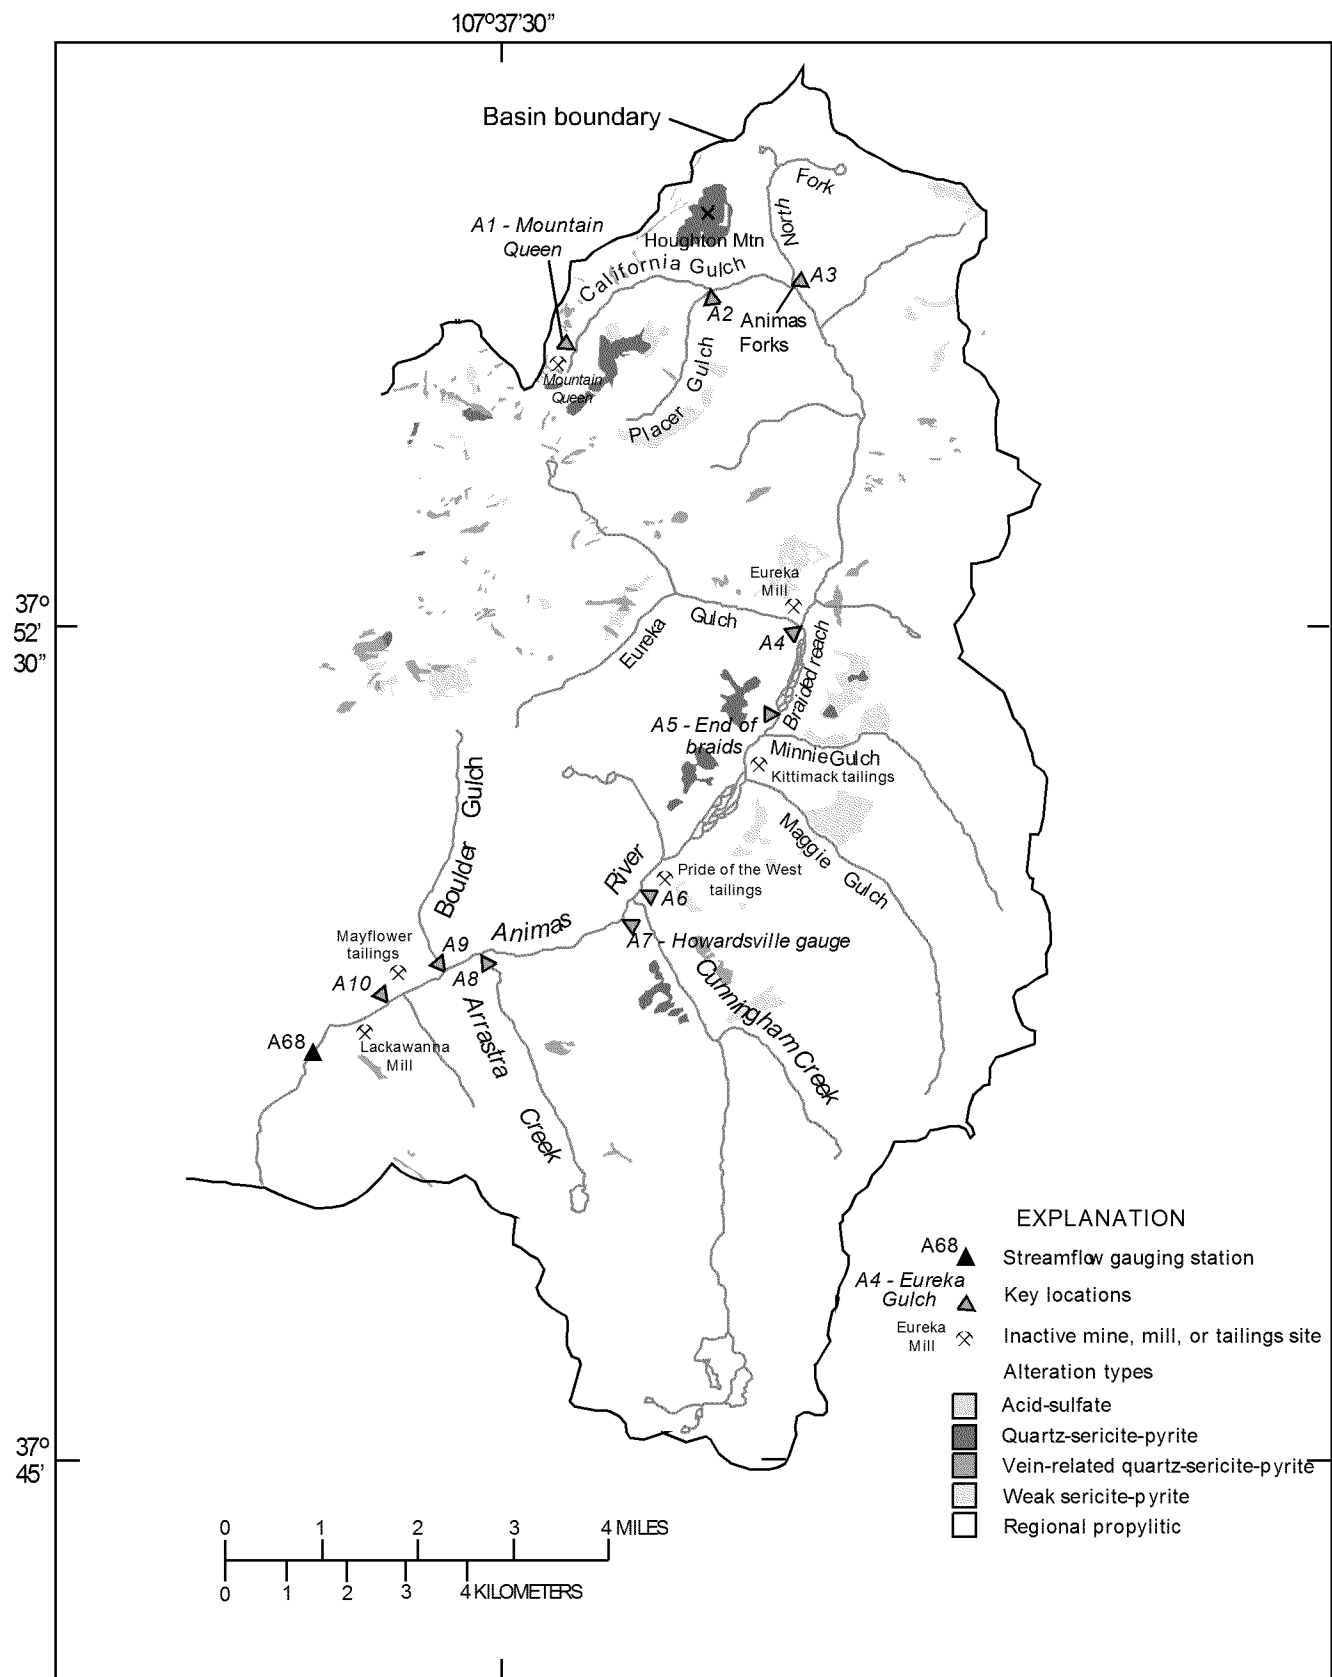 107º37'30"
Basin boundary
Fork
North
A1 - Mountain
Queen
Houghton Mtn
California Gulch
A3
A2
Animas
Forks
Mountain
Queen
Placer Gulch
Eureka
Mill
37º
52'
30"
Eureka Gulch
A4
Braided reach
A5 - End of
braids
Minnie Gulch
Kittimack tailings
Boulder Gulch
Maggie Gulch
Animas River
Pride of the West
tailings
A6
A7 - Howardsville gauge
Mayflower
tailings
A9
A8
A10
Cunningham Creek
Arrastra Creek
A68
Lackawanna
Mill
EXPLANATION
A68 Streamflow gauging station
A4 - Eureka
Gulch Key locations
Eureka
Mill Inactive mine, mill, or tailings site
Alteration types
Acid-sulfate
Quartz-sericite-pyrite
Vein-related quartz-sericite-pyrite
Weak sericite-pyrite
Regional propylitic
37º
45'
0 1 2 3 4 MILES
0 1 2 3 4 KILOMETERS